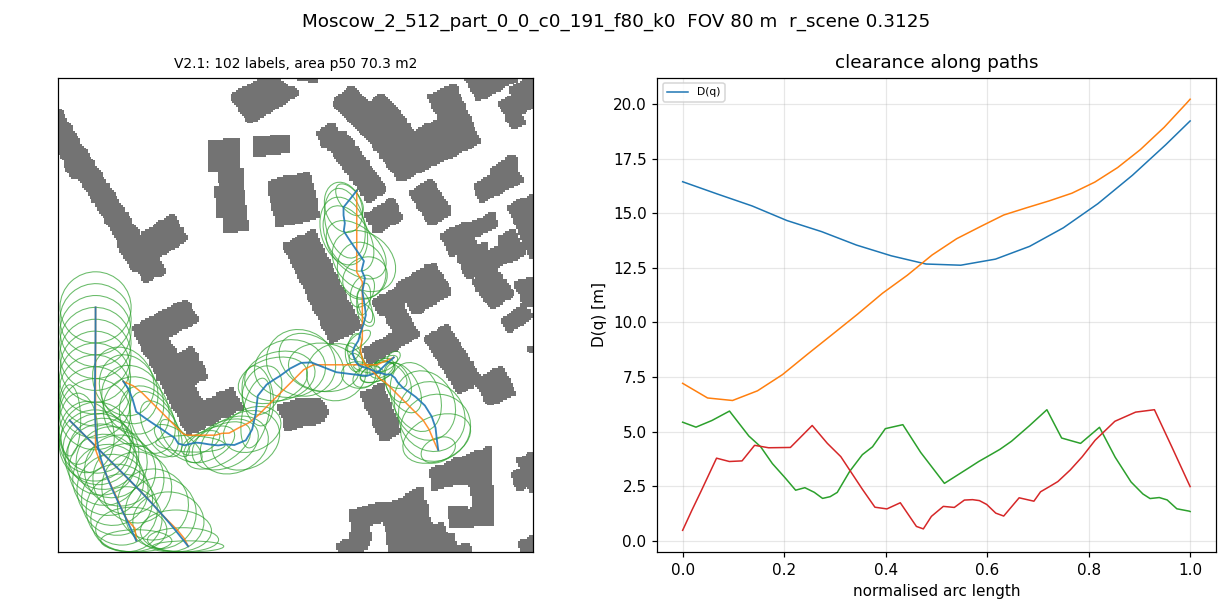 Moscow_2_512_part_0_0_c0_191_f80_k0  FOV 80 m  r_scene 0.3125
V2.1: 102 labels, area p50 70.3 m2
clearance along paths
D(q)
20.0
17.5
15.0
12.5
10.0
7.5
5.0
2.5
0.0
D(q) [m]
0.0 0.2 0.4 0.6 0.8 1.0
normalised arc length